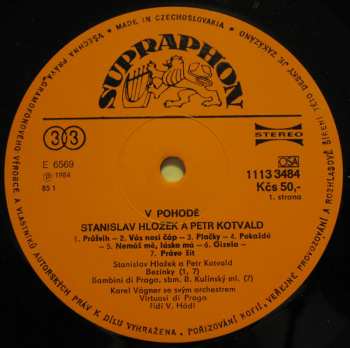 VŠECHNA PRÁVA GRAMOFONOVÉHO VÝROBCE A VLASTNÍKŮ AUTORSKÝCH PRÁV K DÍLU VYHRAZENA. POŘIZOVÁNÍ KOPIÍ, VEŘEJNÉ PROVOZOVÁNÍ A ROZHLASOVÉ ŠÍŘENÍ TÉTO DESKY JE ZAKÁZÁNO. • MADE IN CZECHOSLOVAKIA •
SUPRAPHON
33
STEREO
E 6569
OSA
1113 3484
℗ 1984
Kčs 50,-
85 1
1. strana
V POHODĚ
STANISLAV HLOŽEK A PETR KOTVALD
1. Průšvih - 2. Vás nosí čáp - 3. Plačky - 4. Pokaždé
- 5. Nemáš mě, lásko má - 6. Gizela -
7. Právo žít
Stanislav Hložek a Petr Kotvald
Bezinky (1, 7)
Bambini di Praga, sbm. B. Kulínský ml. (7)
Karel Vágner se svým orchestrem
Virtuosi di Praga
řídí V. Hádl